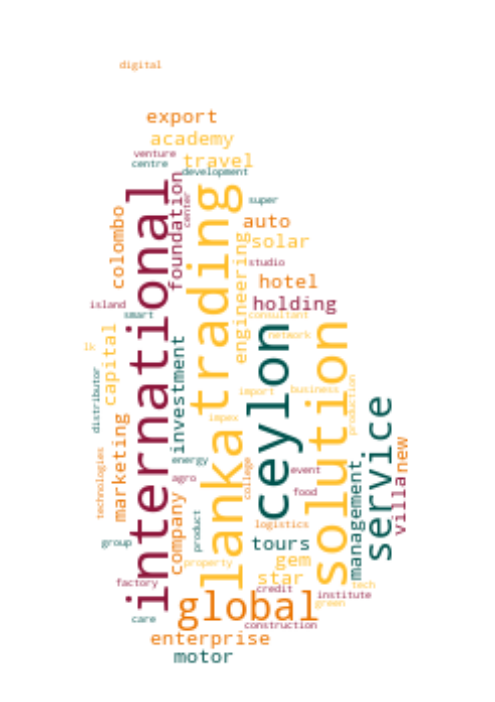 digital
export
academy
venture
centre
travel
development
super
foundation
center
international
lanka trading
colombo
auto
solar
engineering
studio
hotel
island
holding
smart
consultant
network
capital
investment
ceylon
solution
distributor
import
business
production
marketing
impex
service
new
villa
technologies
energy
agro
college
event
food
management
company
product
logistics
group
tours
property
gem
star
factory
credit
tech
institute
green
care
global
construction
enterprise
motor